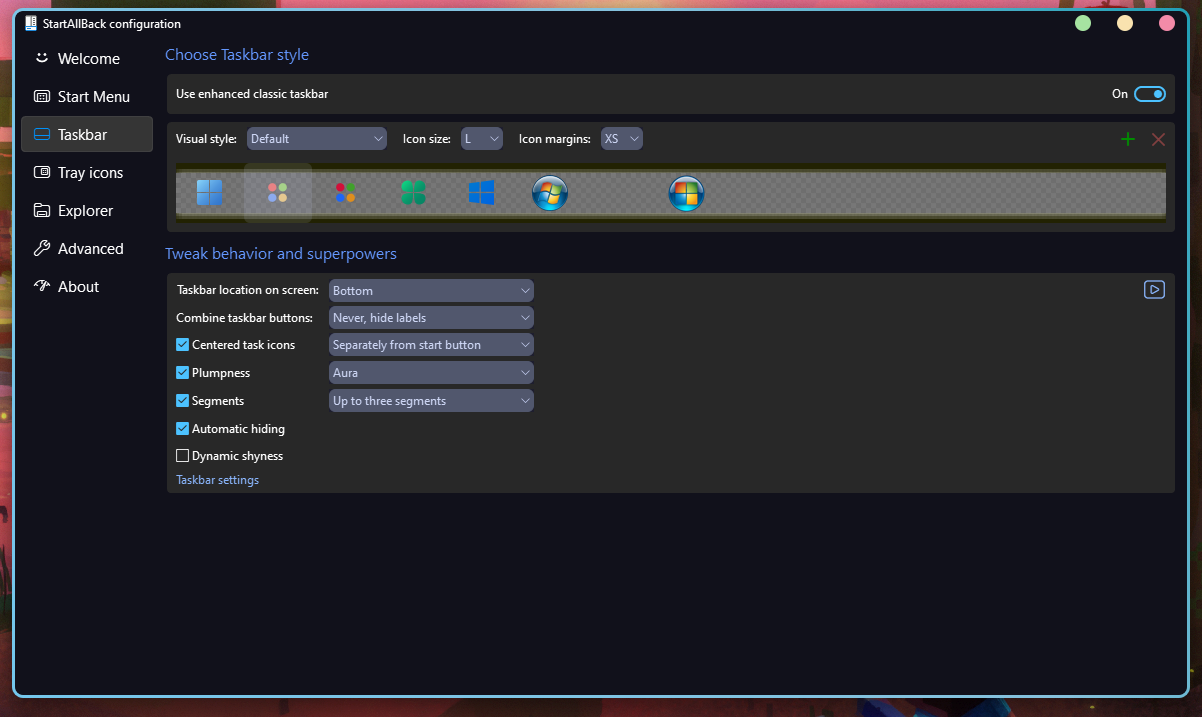 StartAllBack configuration
Welcome
Start Menu
Taskbar
Tray icons
Explorer
Advanced
About
Choose Taskbar style
Use enhanced classic taskbar On
Visual style: Default Icon size: L Icon margins: XS
Tweak behavior and superpowers
Taskbar location on screen: Bottom
Combine taskbar buttons: Never, hide labels
Centered task icons Separately from start button
Plumpness Aura
Segments Up to three segments
Automatic hiding
Dynamic shyness
Taskbar settings